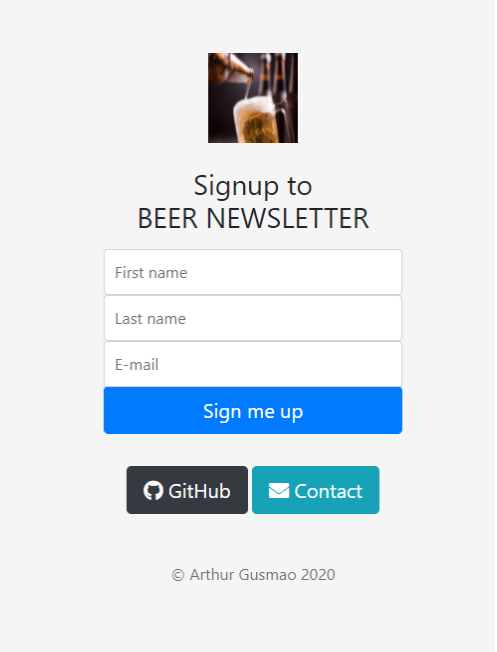 Signup to
BEER NEWSLETTER
First name
Last name
E-mail
Sign me up
GitHub Contact
© Arthur Gusmao 2020